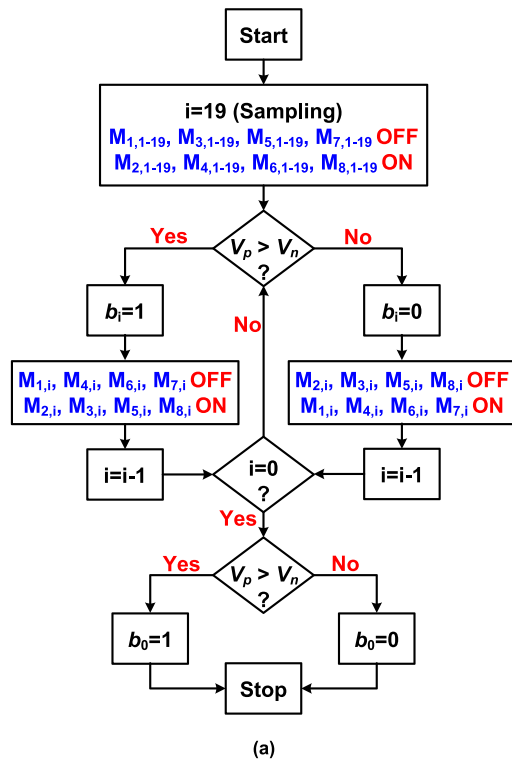 Start
i=19 (Sampling)
M1,1-19, M3,1-19, M5,1-19, M7,1-19 OFF
M2,1-19, M4,1-19, M6,1-19, M8,1-19 ON
Yes
Vp > Vn
?
No
bi=1
bi=0
No
M1,i, M4,i, M6,i, M7,i OFF
M2,i, M3,i, M5,i, M8,i ON
M2,i, M3,i, M5,i, M8,i OFF
M1,i, M4,i, M6,i, M7,i ON
i=i-1
i=0
?
i=i-1
Yes
Yes
Vp > Vn
?
No
b0=1
b0=0
Stop
(a)